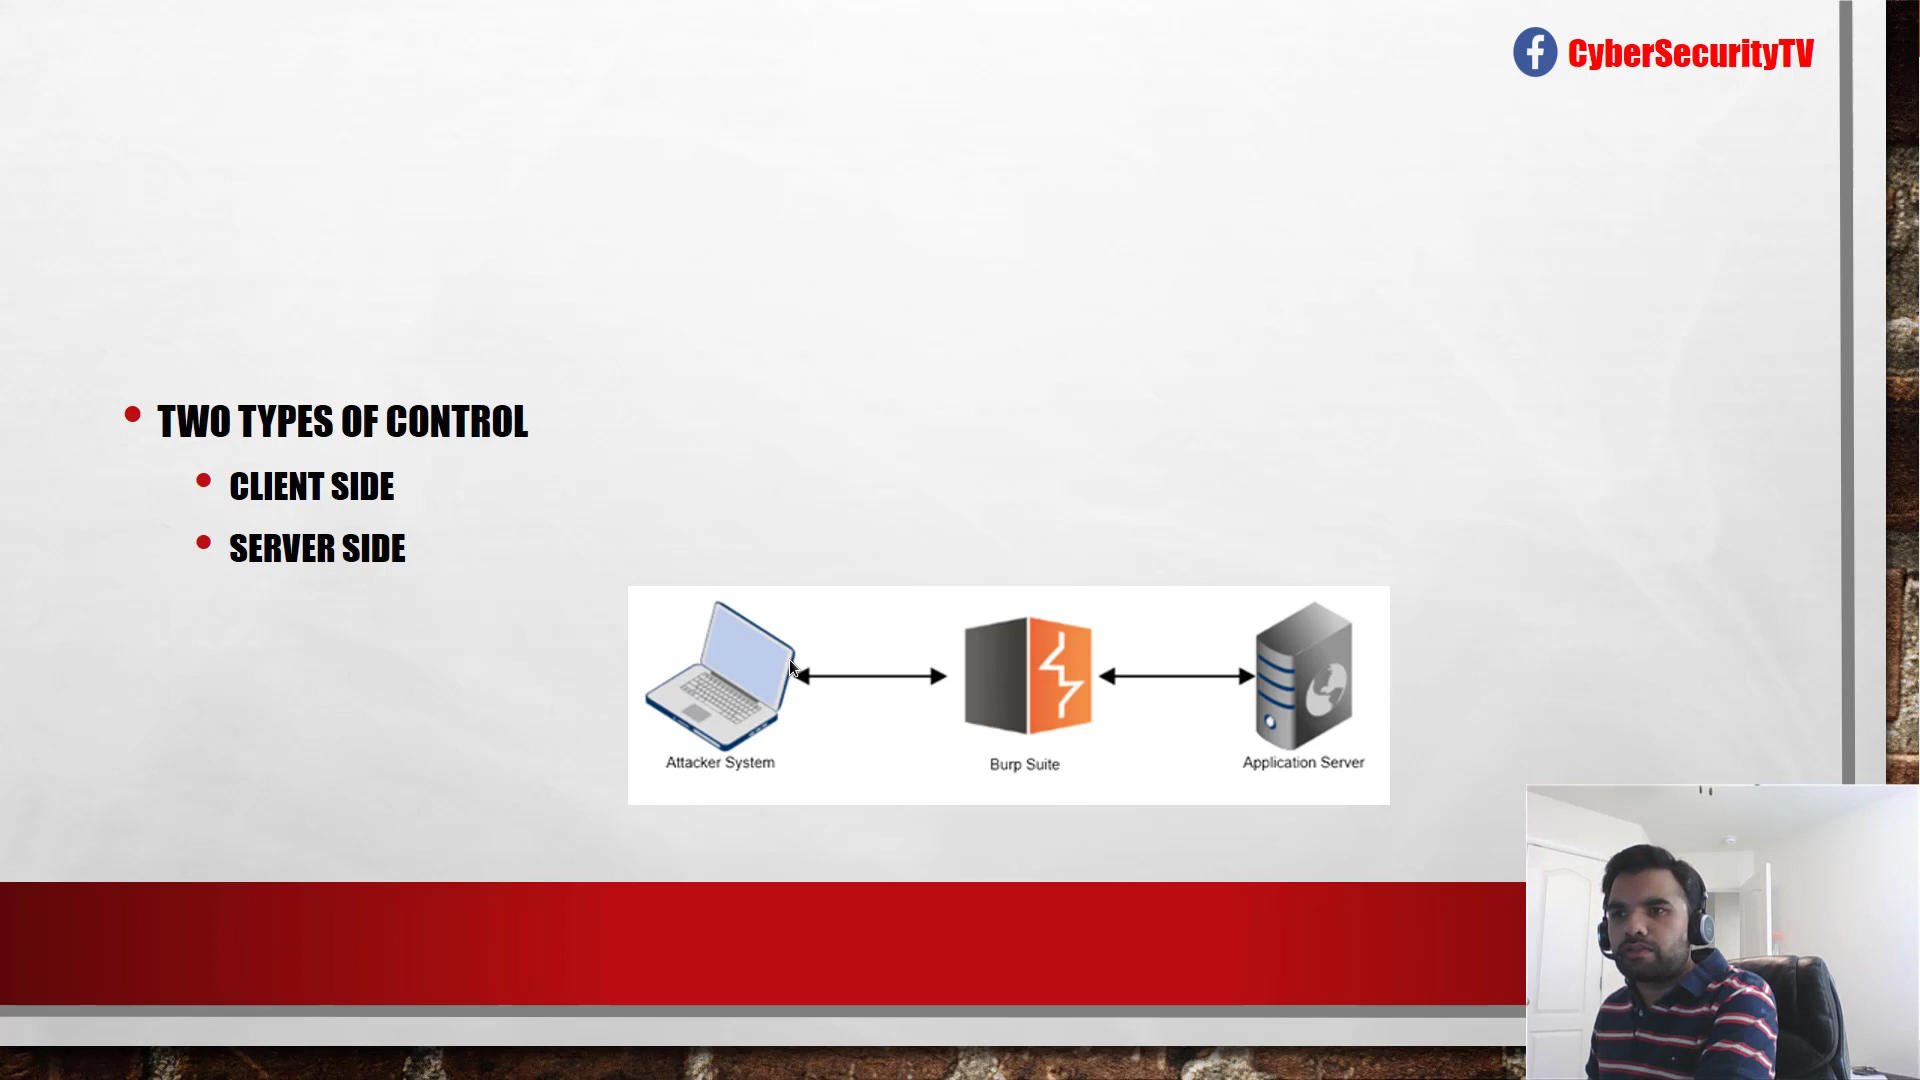 CyberSecurityTV
TWO TYPES OF CONTROL
CLIENT SIDE
SERVER SIDE
Attacker System
Burp Suite
Application Server